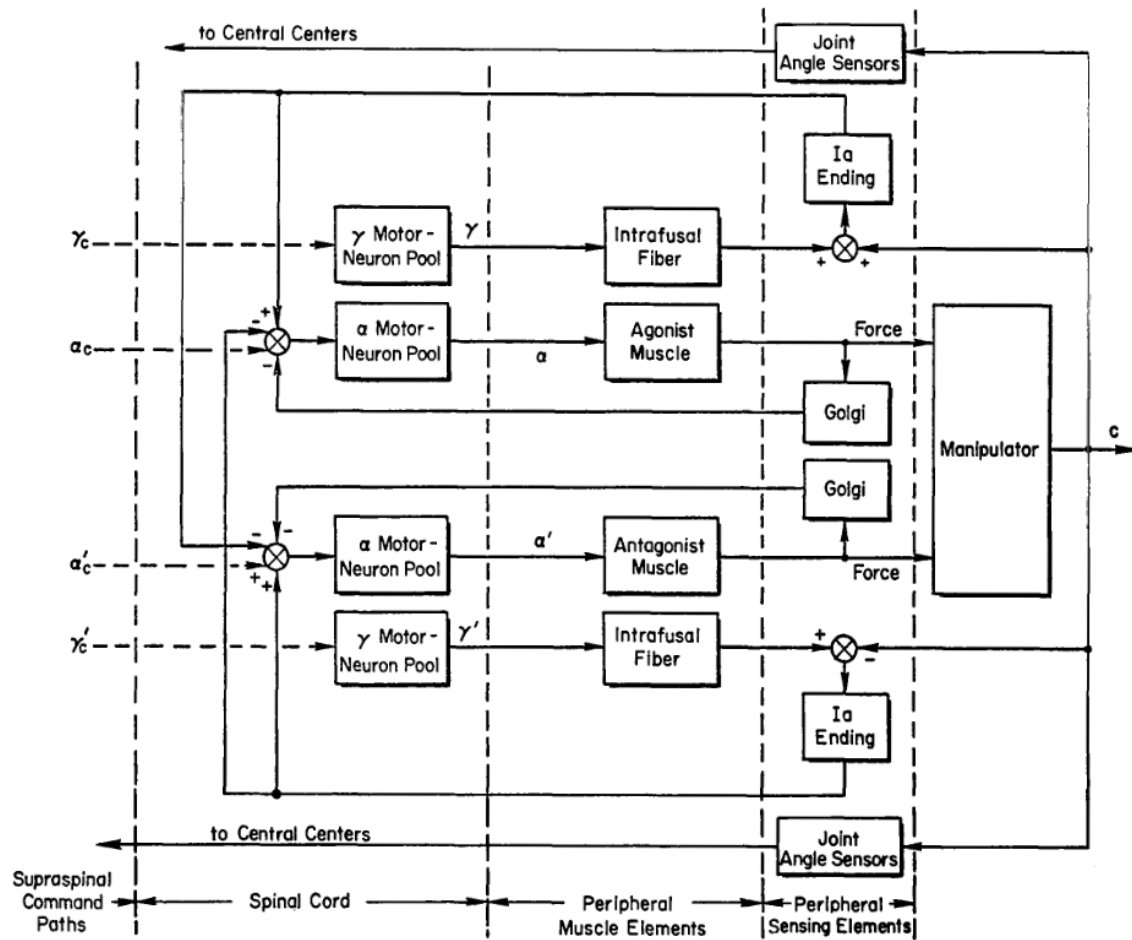 to Central Centers
Joint
Angle Sensors
Ia
Ending
γc
γ Motor-
Neuron Pool
γ
Intrafusal
Fiber
+
+
αc
-
+
-
α Motor-
Neuron Pool
α
Agonist
Muscle
Force
Golgi
Manipulator
c
Golgi
α'c
-
-
+
+
α Motor-
Neuron Pool
α'
Antagonist
Muscle
Force
γ'c
γ Motor-
Neuron Pool
γ'
Intrafusal
Fiber
+
-
Ia
Ending
to Central Centers
Joint
Angle Sensors
Supraspinal
Command
Paths
Spinal Cord
Peripheral
Muscle Elements
Peripheral
Sensing Elements